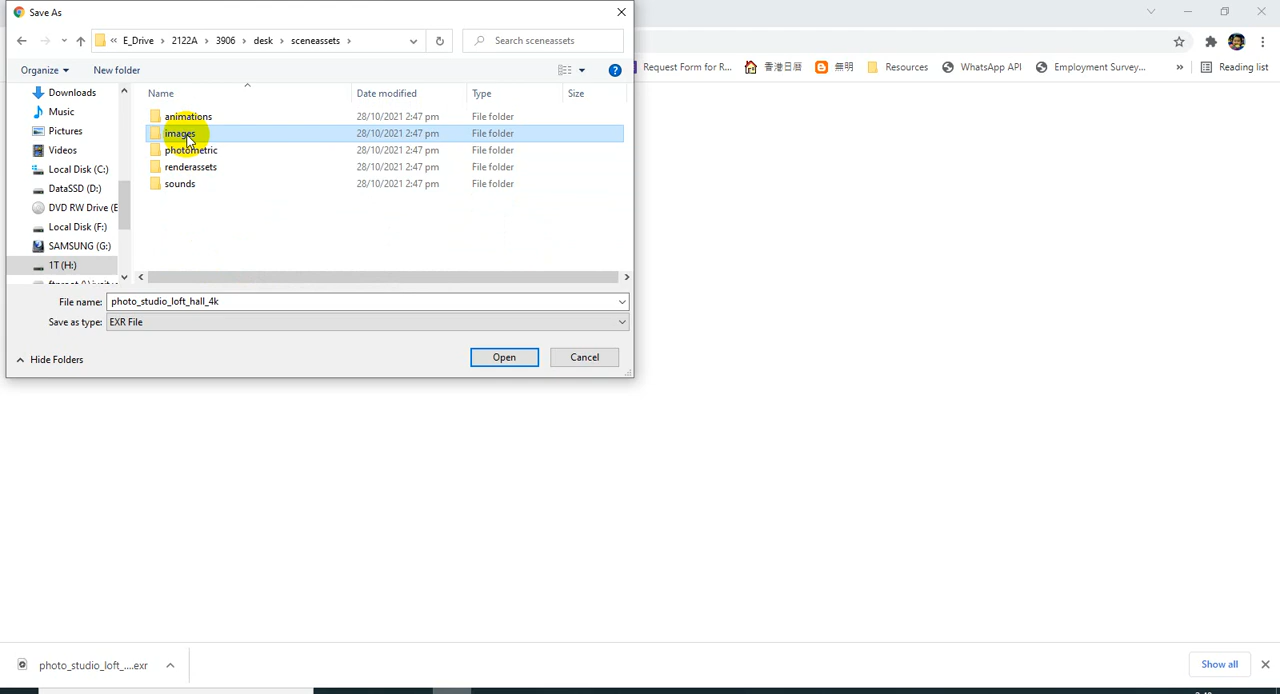 Save As
« E_Drive › 2122A › 3906 › desk › sceneassets ›
Search sceneassets
Organize
New folder
Request Form for R...
香港日曆
無明
Resources
WhatsApp API
Employment Survey...
»
Reading list
Downloads
Music
Pictures
Videos
Local Disk (C:)
DataSSD (D:)
DVD RW Drive (E
Local Disk (F:)
SAMSUNG (G:)
1T (H:)
Name Date modified Type Size
animations 28/10/2021 2:47 pm File folder
images 28/10/2021 2:47 pm File folder
photometric 28/10/2021 2:47 pm File folder
renderassets 28/10/2021 2:47 pm File folder
sounds 28/10/2021 2:47 pm File folder
File name: photo_studio_loft_hall_4k
Save as type: EXR File
Hide Folders
Open
Cancel
photo_studio_loft_....exr
Show all